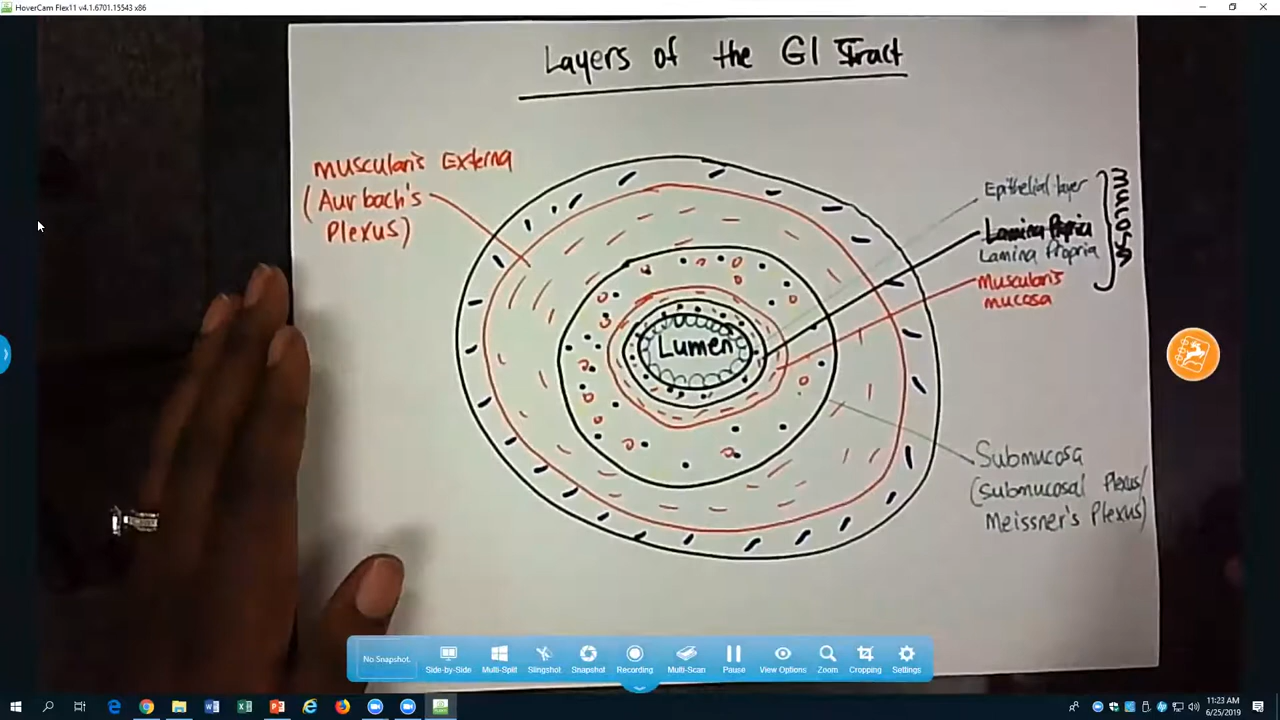 HoverCam Flex11 v4.1.6701.15543 x86
Layers of the GI Tract
Muscularis Externa
(Aurbach's
Plexus)
Epithelial layer
Lamina Propria
Lamina Propria
Muscularis
mucosa
mucosa
Lumen
Submucosa
(submucosal Plexus/
Meissner's Plexus)
No Snapshot.
Side-by-Side
Multi-Split
Slingshot
Snapshot
Recording
Multi-Scan
Pause
View Options
Zoom
Cropping
Settings
11:23 AM
6/25/2019